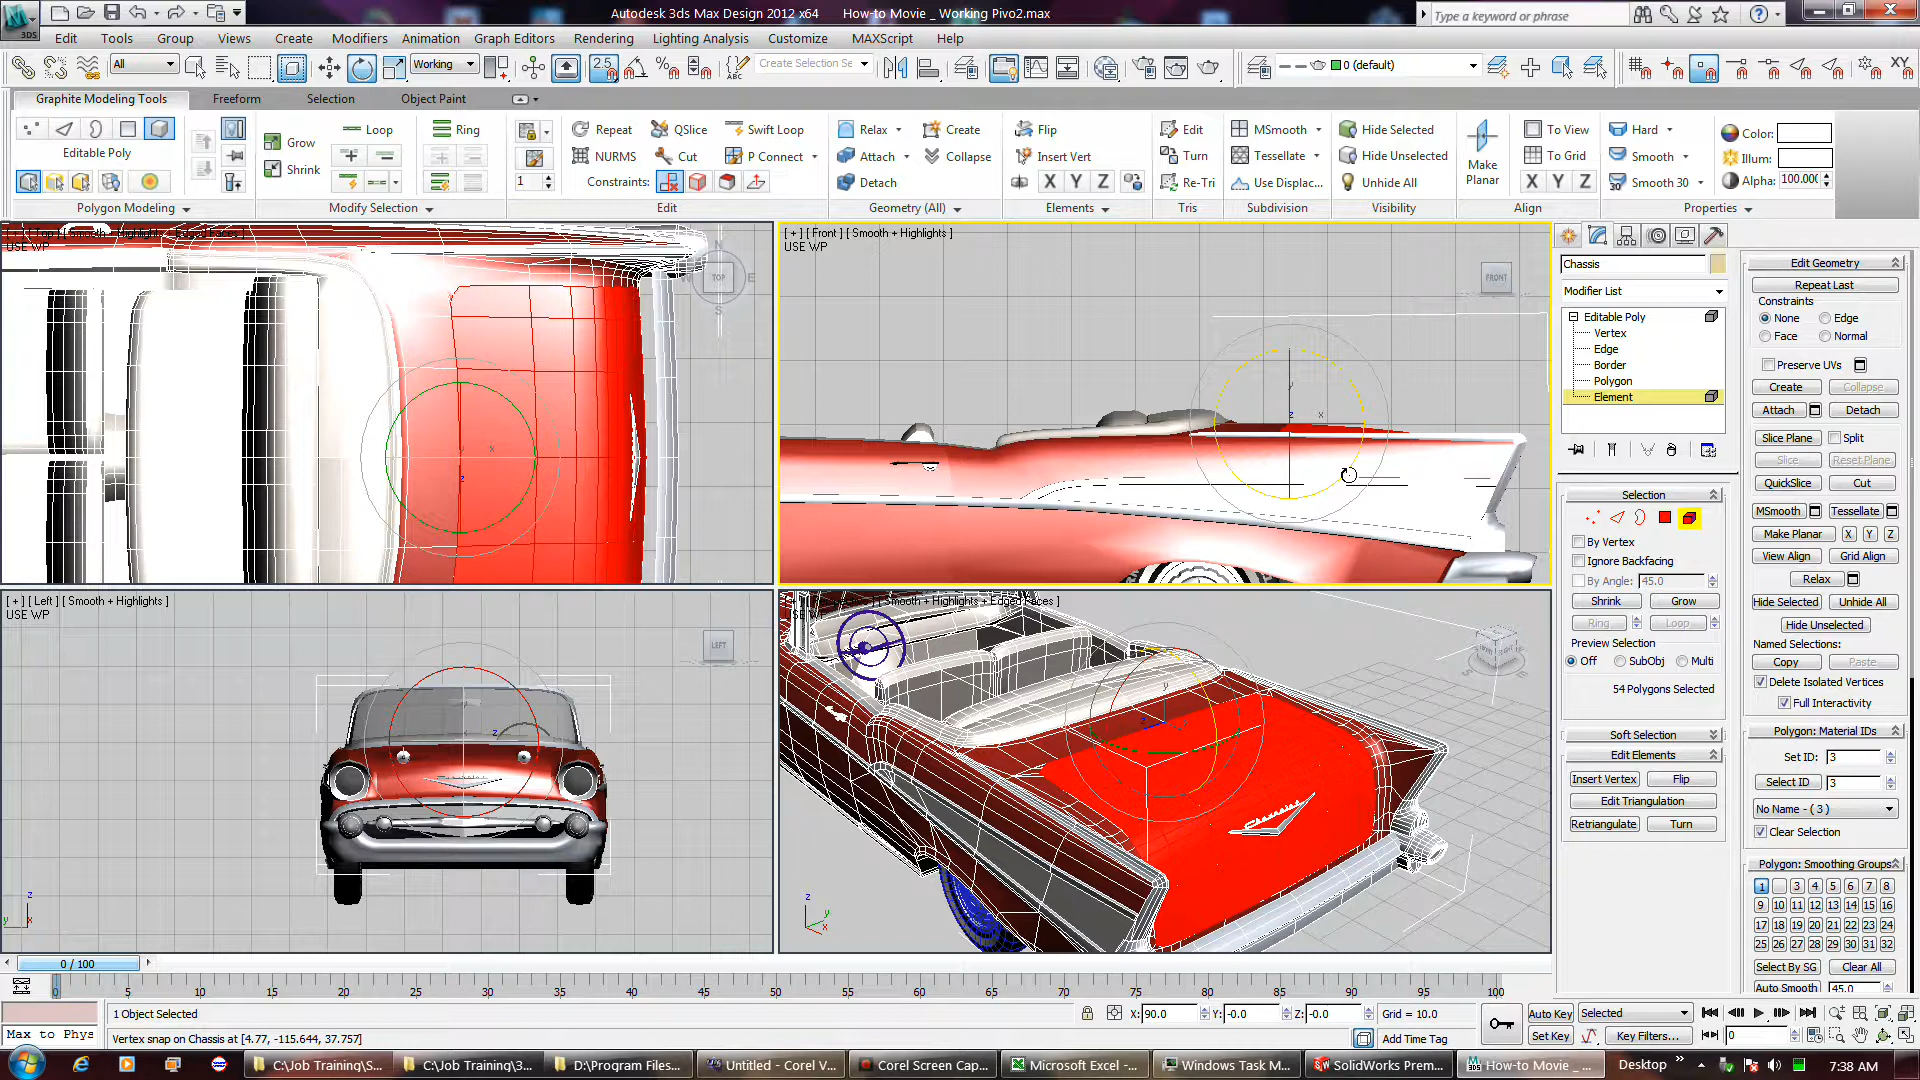 Autodesk 3ds Max Design 2012 x64 How-to Movie _ Working Pivo2.max
Type a keyword or phrase
3DS
Edit Tools Group Views Create Modifiers Animation Graph Editors Rendering Lighting Analysis Customize MAXScript Help
All Working 2.5 ABC Create Selection Se 0 (default) XY
Graphite Modeling Tools Freeform Selection Object Paint
Loop Ring Repeat QSlice Swift Loop Relax Create Flip Edit MSmooth Hide Selected To View Hard Color:
Editable Poly Grow NURMS Cut P Connect Attach Collapse Insert Vert Turn Tessellate Hide Unselected Make Planar To Grid Smooth Illum:
Shrink 1 Constraints: Detach X Y Z Re-Tri Use Displac... Unhide All X Y Z Smooth 30 Alpha: 100.000
Polygon Modeling Modify Selection Edit Geometry (All) Elements Tris Subdivision Visibility Align Properties
USE WP
TOP
N
E
S
[ + ] [ Front ] [ Smooth + Highlights ]
USE WP
FRONT
y
z x
x
z
[ + ] [ Left ] [ Smooth + Highlights ]
USE WP
LEFT
z
z
y x
Smooth + Highlights + Edged Faces ]
y
Chevrolet
z
y
x
Chassis
Modifier List
Editable Poly
Vertex
Edge
Border
Polygon
Element
Selection
By Vertex
Ignore Backfacing
By Angle: 45.0
Shrink Grow
Ring Loop
Preview Selection
Off SubObj Multi
54 Polygons Selected
Soft Selection
Edit Elements
Insert Vertex Flip
Edit Triangulation
Retriangulate Turn
Edit Geometry
Repeat Last
Constraints
None Edge
Face Normal
Preserve UVs
Create Collapse
Attach Detach
Slice Plane Split
Slice Reset Plane
QuickSlice Cut
MSmooth Tessellate
Make Planar X Y Z
View Align Grid Align
Relax
Hide Selected Unhide All
Hide Unselected
Named Selections:
Copy Paste
Delete Isolated Vertices
Full Interactivity
Polygon: Material IDs
Set ID: 3
Select ID 3
No Name - ( 3 )
Clear Selection
Polygon: Smoothing Groups
1 3 4 5 6 7 8
9 10 11 12 13 14 15 16
17 18 19 20 21 22 23 24
25 26 27 28 29 30 31 32
Select By SG Clear All
Auto Smooth 45.0
0 / 100
0 5 10 15 20 25 30 35 40 45 50 55 60 65 70 75 80 85 90 95 100
1 Object Selected X: 90.0 Y: -0.0 Z: -0.0 Grid = 10.0 Auto Key Selected
Max to Phys Vertex snap on Chassis at [4.77, -115.644, 37.757] Add Time Tag Set Key Key Filters... 0
C:\Job Training\S... C:\Job Training\3... D:\Program Files... Untitled - Corel V... Corel Screen Cap... Microsoft Excel -... Windows Task M... SolidWorks Prem... How-to Movie _ ... Desktop 7:38 AM